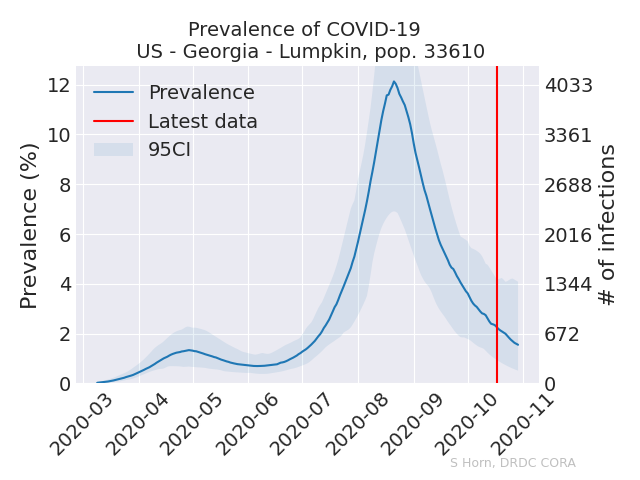 Prevalence of COVID-19
US - Georgia - Lumpkin, pop. 33610
Prevalence
Latest data
95CI
Prevalence (%)
12
10
8
6
4
2
0
4033
3361
2688
2016
1344
672
0
# of infections
2020-03
2020-04
2020-05
2020-06
2020-07
2020-08
2020-09
2020-10
2020-11
S Horn, DRDC CORA